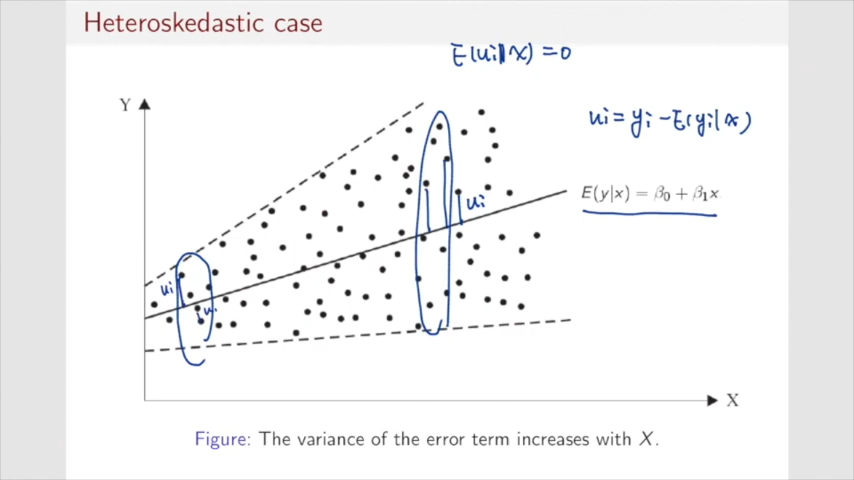 Heteroskedastic case
E(ui|x) = 0
Y
ui = yi - E(yi|x)
E(y|x) = β₀ + β₁x
ui
ui
ui
X
Figure: The variance of the error term increases with X.